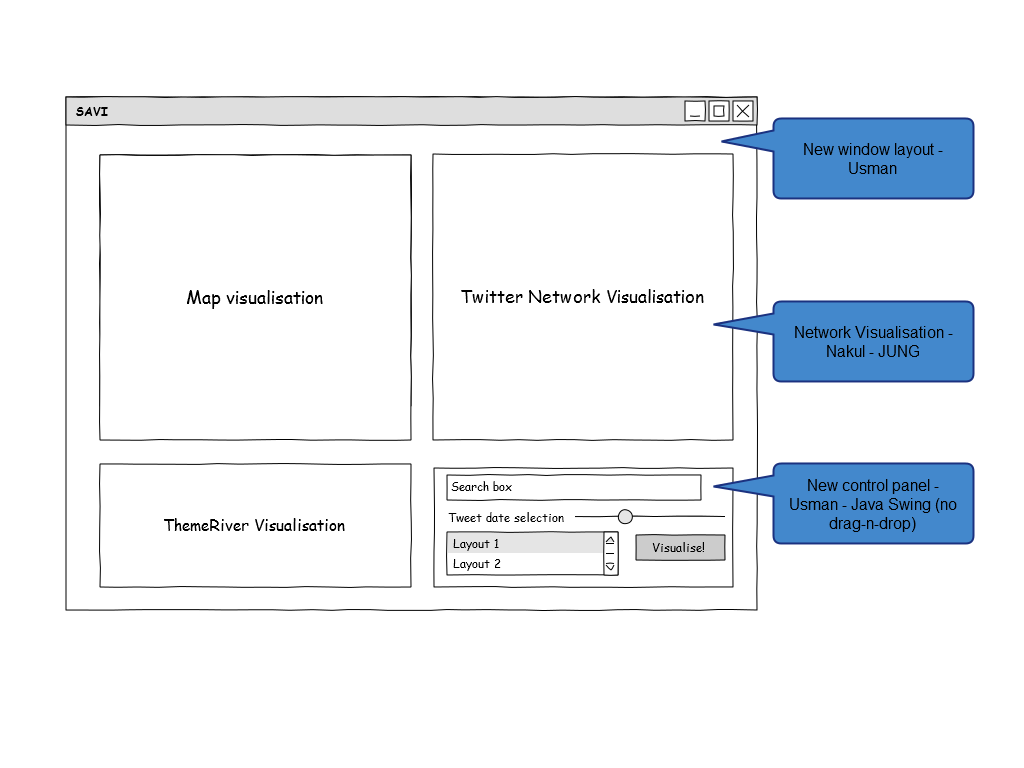 SAVI
New window layout -
Usman
Map visualisation
Twitter Network Visualisation
Network Visualisation -
Nakul - JUNG
ThemeRiver Visualisation
Search box
Tweet date selection
Layout 1
Layout 2
Visualise!
New control panel -
Usman - Java Swing (no
drag-n-drop)